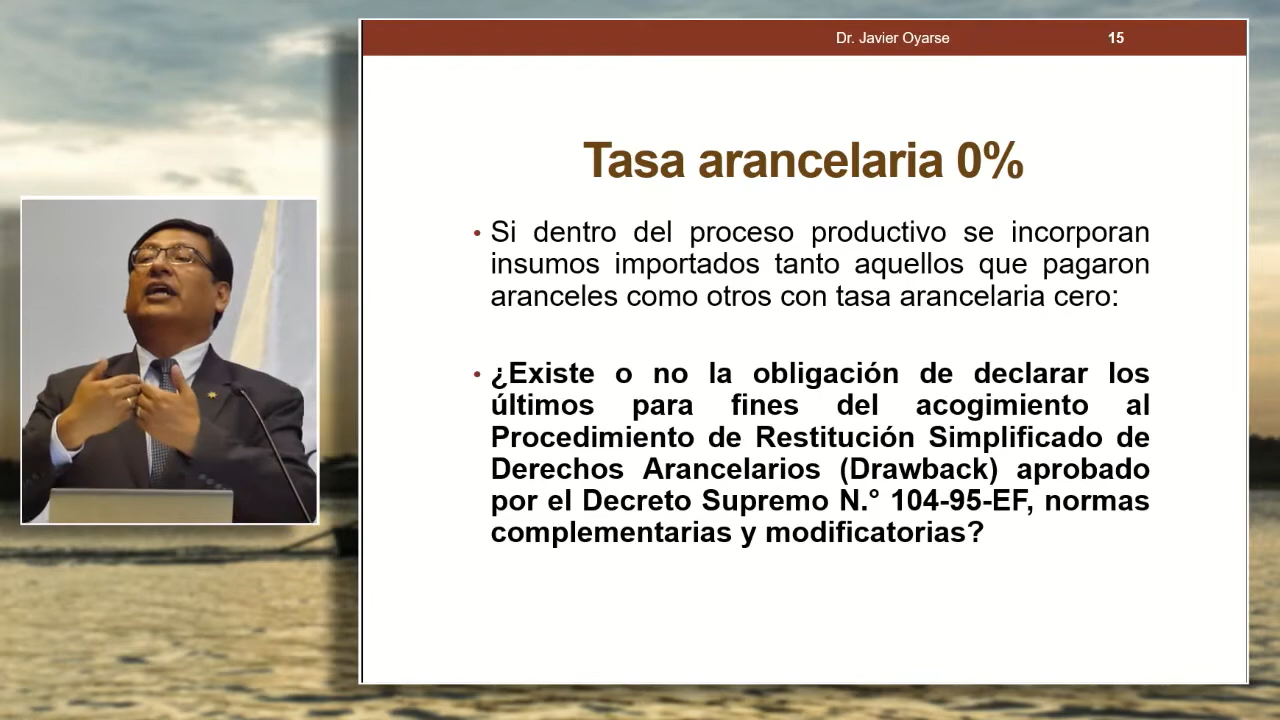 Dr. Javier Oyarse 15
Tasa arancelaria 0%
• Si dentro del proceso productivo se incorporan
insumos importados tanto aquellos que pagaron
aranceles como otros con tasa arancelaria cero:
• ¿Existe o no la obligación de declarar los
últimos para fines del acogimiento al
Procedimiento de Restitución Simplificado de
Derechos Arancelarios (Drawback) aprobado
por el Decreto Supremo N.° 104-95-EF, normas
complementarias y modificatorias?